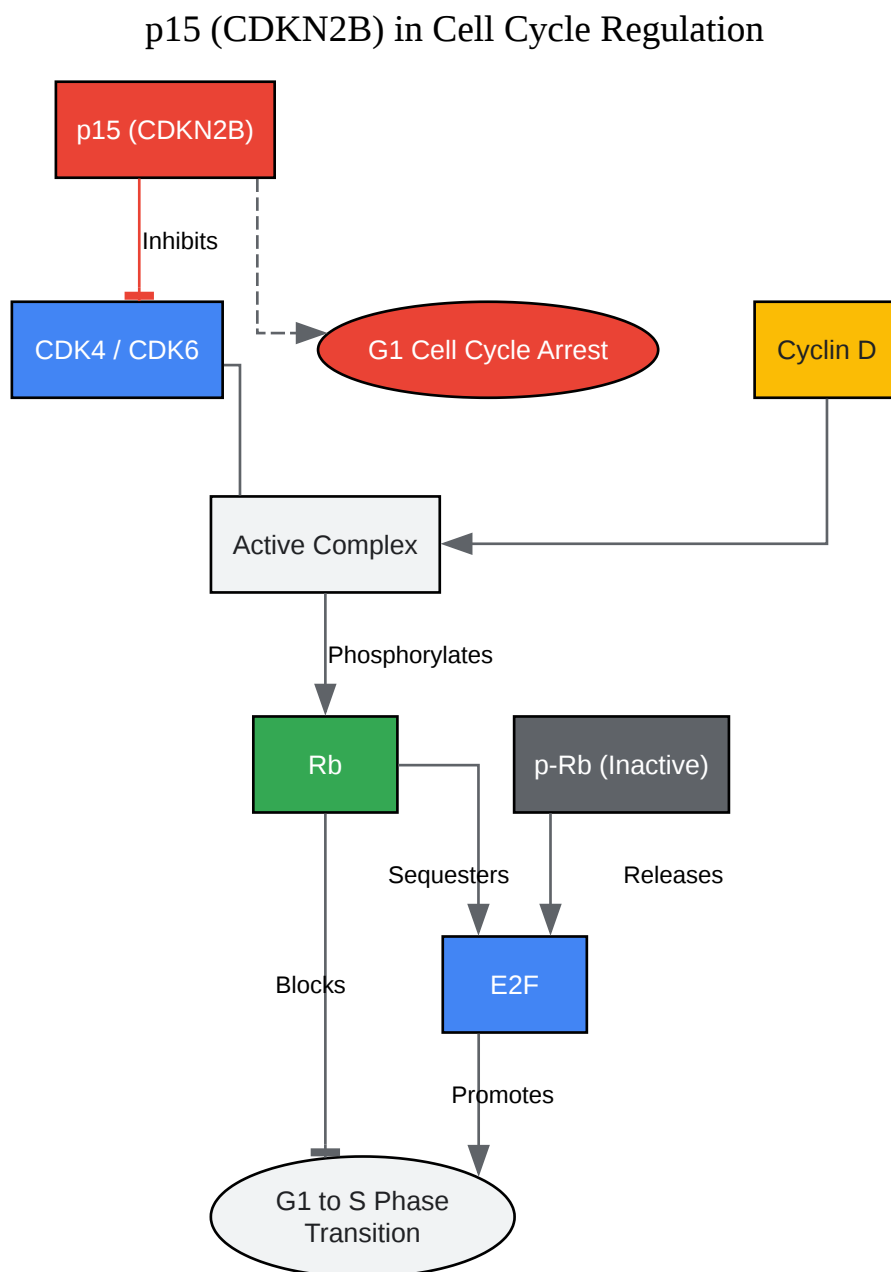 p15 (CDKN2B) in Cell Cycle Regulation
p15 (CDKN2B)
Inhibits
CDK4 / CDK6
G1 Cell Cycle Arrest
Cyclin D
Active Complex
Phosphorylates
Rb
p-Rb (Inactive)
Sequesters
Releases
E2F
Blocks
Promotes
G1 to S Phase
Transition